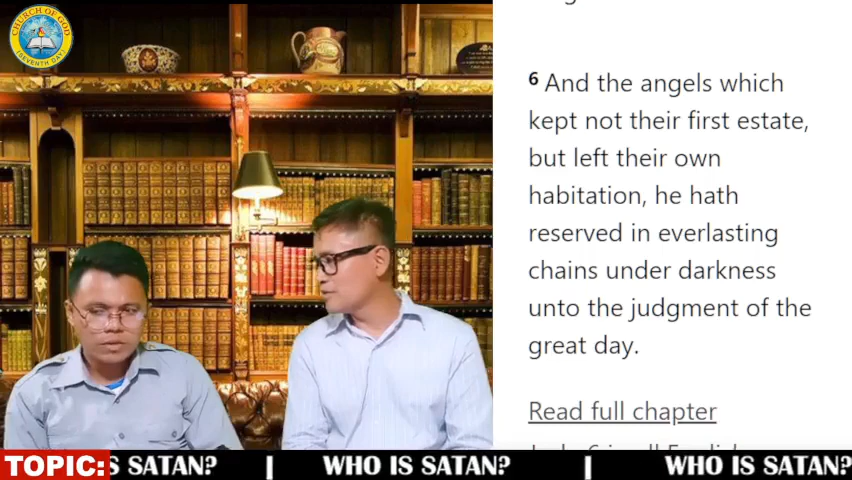 CHURCH OF GOD
(SEVENTH DAY)
6 And the angels which
kept not their first estate,
but left their own
habitation, he hath
reserved in everlasting
chains under darkness
unto the judgment of the
great day.
Read full chapter
TOPIC:
S SATAN? | WHO IS SATAN? | WHO IS SATAN?